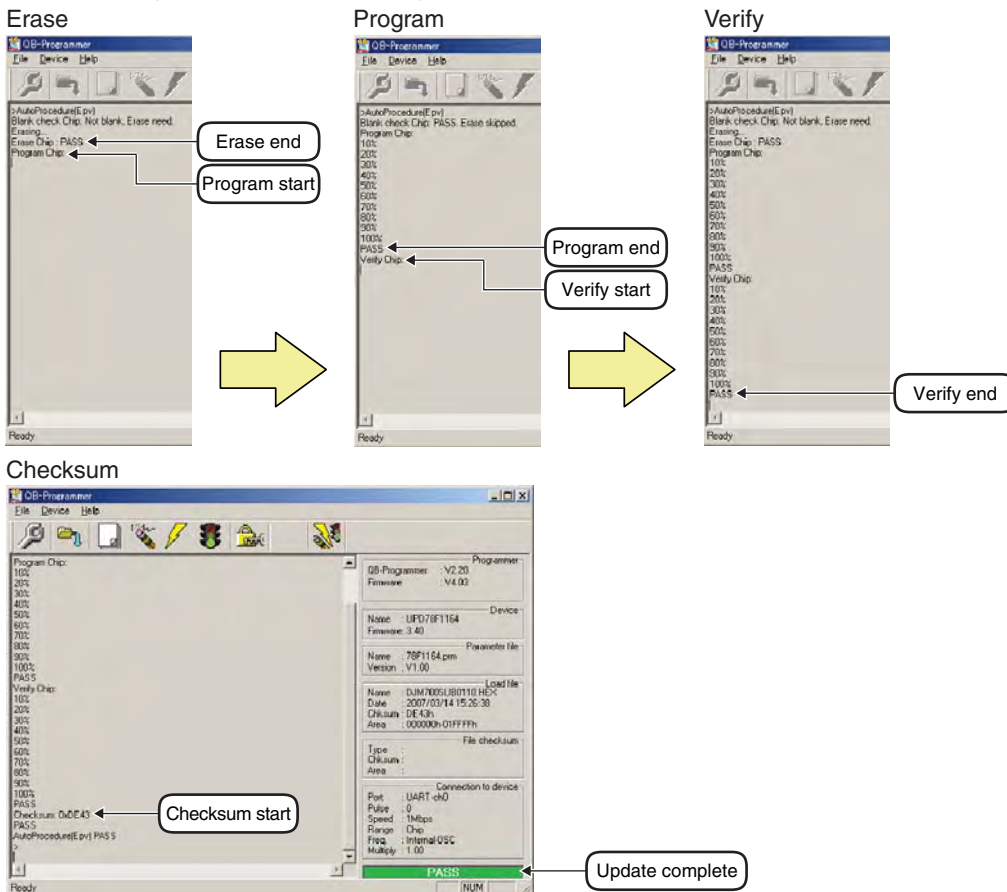 Erase
QB-Programmer
File Device Help
>AutoProcedure(Epv)
Blank check Chip: Not blank, Erase need.
Erasing...
Erase Chip : PASS
Program Chip:
Erase end
Program start
Ready
Program
QB-Programmer
File Device Help
>AutoProcedure(Epv)
Blank check Chip: PASS. Erase skipped.
Program Chip:
10%
20%
30%
40%
50%
60%
70%
80%
90%
100%
PASS
Verify Chip:
Program end
Verify start
Ready
Verify
QB-Programmer
File Device Help
>AutoProcedure(Epv)
Blank check Chip: Not blank, Erase need.
Erasing...
Erase Chip : PASS
Program Chip:
10%
20%
30%
40%
50%
60%
70%
80%
90%
100%
PASS
Verify Chip:
10%
20%
30%
40%
50%
60%
70%
80%
90%
100%
PASS
Verify end
Ready
Checksum
QB-Programmer
File Device Help
Program Chip:
10%
20%
30%
40%
50%
60%
70%
80%
90%
100%
PASS
Verify Chip:
10%
20%
30%
40%
50%
60%
70%
80%
90%
100%
PASS
Checksum: 0xDE43
PASS
AutoProcedure(Epv) PASS
>
Checksum start
Programmer
QB-Programmer : V2.20
Firmware : V4.03
Device
Name : UPD78F1164
Firmware: 3.40
Parameter file
Name : 78F1164.prm
Version : V1.00
Load file
Name : DJM700SUB0110.HEX
Date : 2007/03/14 15:26:38
Chksum : DE43h
Area : 000000h-01FFFFh
File checksum
Type :
Chksum :
Area :
Connection to device
Port : UART-ch0
Pulse : 0
Speed : 1Mbps
Range : Chip
Freq. : Internal-OSC
Multiply : 1.00
PASS
Update complete
Ready
NUM